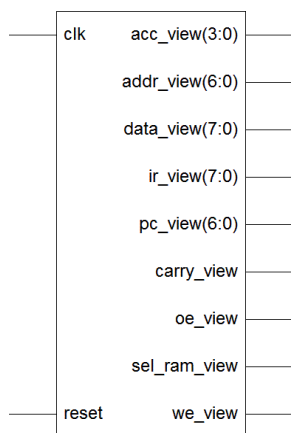 clk acc_view(3:0)
addr_view(6:0)
data_view(7:0)
ir_view(7:0)
pc_view(6:0)
carry_view
oe_view
sel_ram_view
reset we_view